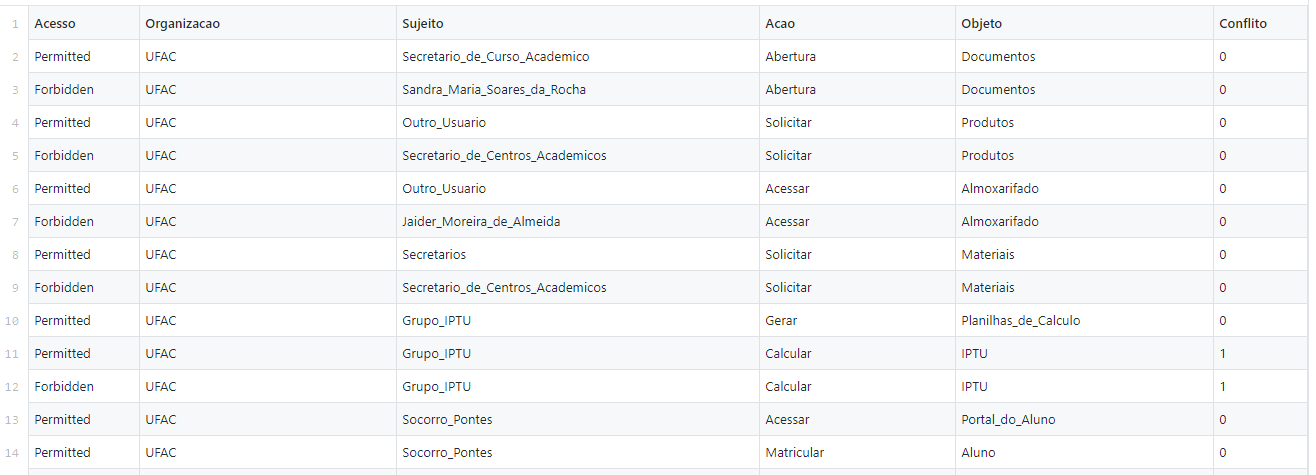 1 Acesso Organizacao Sujeito Acao Objeto Conflito
2 Permitted UFAC Secretario_de_Curso_Academico Abertura Documentos 0
3 Forbidden UFAC Sandra_Maria_Soares_da_Rocha Abertura Documentos 0
4 Permitted UFAC Outro_Usuario Solicitar Produtos 0
5 Forbidden UFAC Secretario_de_Centros_Academicos Solicitar Produtos 0
6 Permitted UFAC Outro_Usuario Acessar Almoxarifado 0
7 Forbidden UFAC Jaider_Moreira_de_Almeida Acessar Almoxarifado 0
8 Permitted UFAC Secretarios Solicitar Materiais 0
9 Forbidden UFAC Secretario_de_Centros_Academicos Solicitar Materiais 0
10 Permitted UFAC Grupo_IPTU Gerar Planilhas_de_Calculo 0
11 Permitted UFAC Grupo_IPTU Calcular IPTU 1
12 Forbidden UFAC Grupo_IPTU Calcular IPTU 1
13 Permitted UFAC Socorro_Pontes Acessar Portal_do_Aluno 0
14 Permitted UFAC Socorro_Pontes Matricular Aluno 0